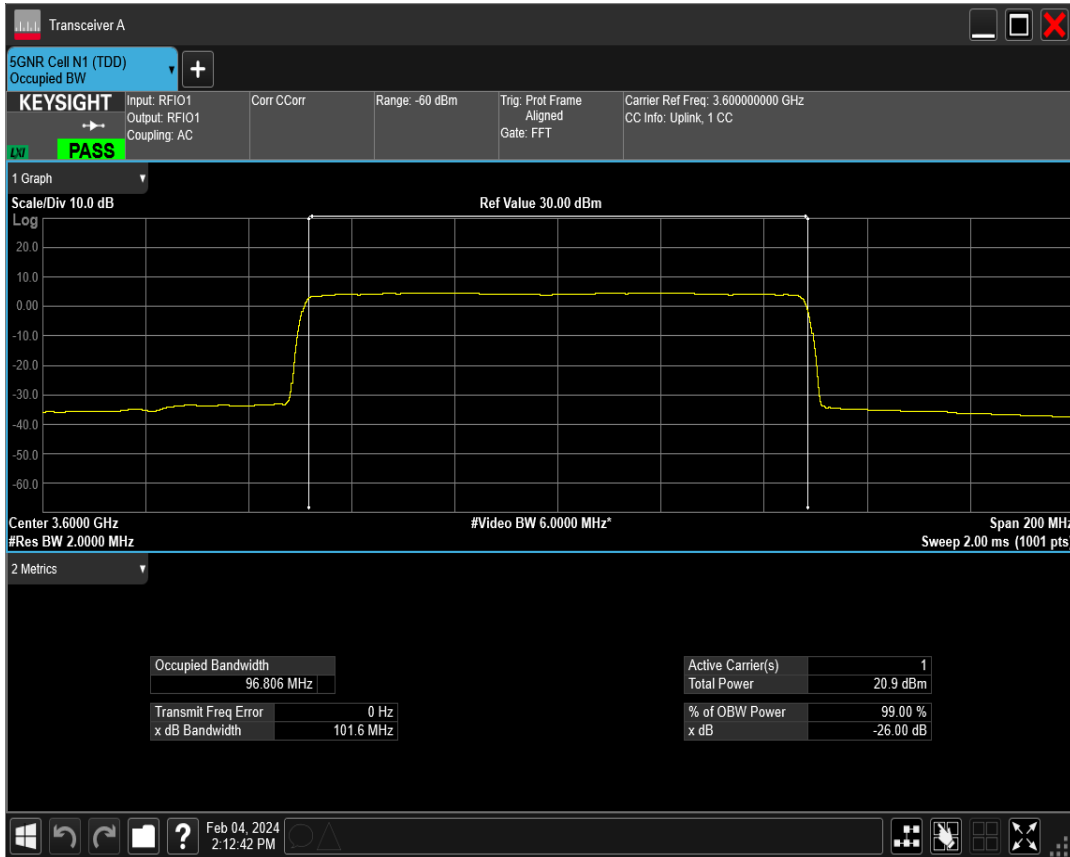 Transceiver A
5GNR Cell N1 (TDD)
Occupied BW
+
KEYSIGHT
LXI
PASS
Input: RFIO1
Output: RFIO1
Coupling: AC
Corr CCorr
Range: -60 dBm
Trig: Prot Frame
Aligned
Gate: FFT
Carrier Ref Freq: 3.600000000 GHz
CC Info: Uplink, 1 CC
1 Graph
Scale/Div 10.0 dB
Ref Value 30.00 dBm
Log
20.0
10.0
0.00
-10.0
-20.0
-30.0
-40.0
-50.0
-60.0
Center 3.6000 GHz
#Video BW 6.0000 MHz*
Span 200 MHz
#Res BW 2.0000 MHz
Sweep 2.00 ms (1001 pts)
2 Metrics
Occupied Bandwidth
96.806 MHz
Transmit Freq Error 0 Hz
x dB Bandwidth 101.6 MHz
Active Carrier(s) 1
Total Power 20.9 dBm
% of OBW Power 99.00 %
x dB -26.00 dB
?
Feb 04, 2024
2:12:42 PM